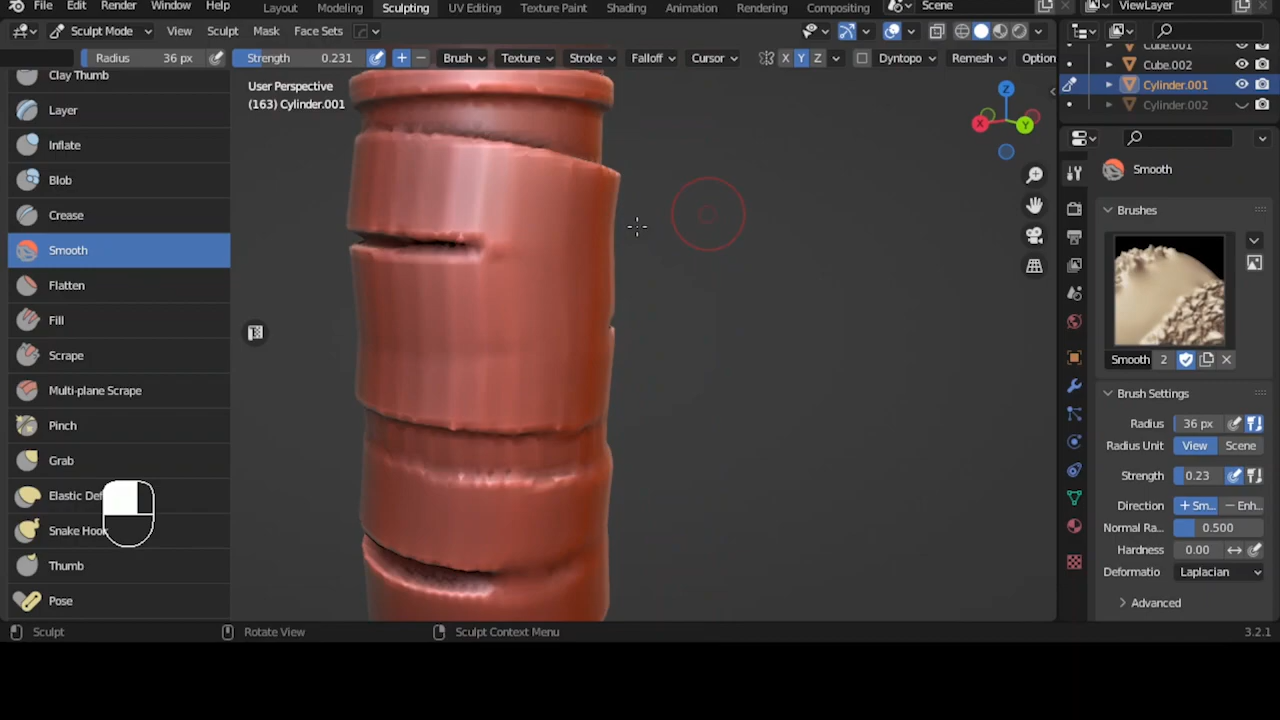 File Edit Render Window Help Layout Modeling Sculpting UV Editing Texture Paint Shading Animation Rendering Compositing Scene ViewLayer
Sculpt Mode View Sculpt Mask Face Sets
Radius 36 px Strength 0.231 Brush Texture Stroke Falloff Cursor X Y Z Dyntopo Remesh Option
Cube.001
Cube.002
Cylinder.001
Cylinder.002
User Perspective
(163) Cylinder.001
Clay Thumb
Layer
Inflate
Blob
Crease
Smooth
Flatten
Fill
Scrape
Multi-plane Scrape
Pinch
Grab
Elastic Def
Snake Hook
Thumb
Pose
X
Y
Z
Smooth
Brushes
Smooth 2
Brush Settings
Radius 36 px
Radius Unit View Scene
Strength 0.23
Direction + Sm... — Enh...
Normal Ra... 0.500
Hardness 0.00
Deformatio Laplacian
Advanced
Sculpt Rotate View Sculpt Context Menu 3.2.1